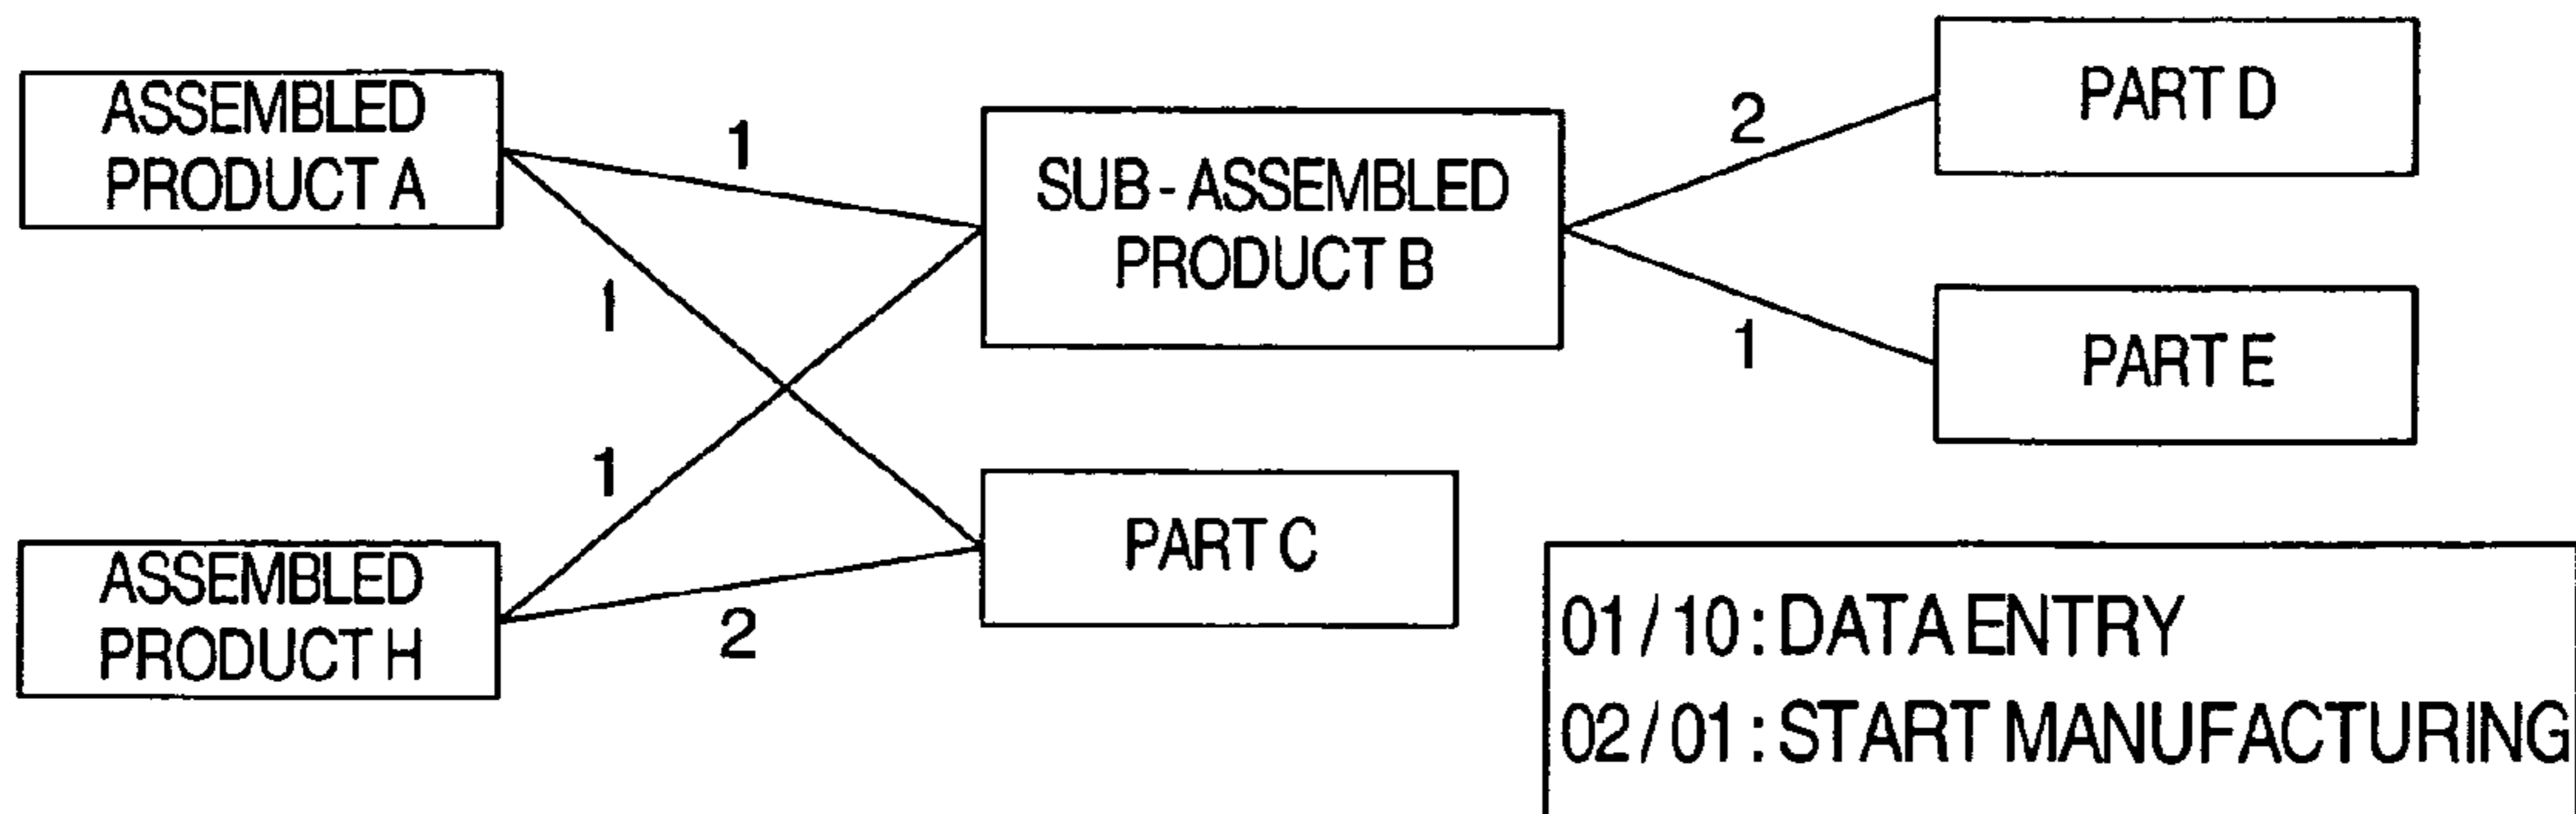 ASSEMBLED
PRODUCT A
1
1
SUB-ASSEMBLED
PRODUCT B
2
1
PART D
PART E
ASSEMBLED
PRODUCT H
1
2
PART C
01/10: DATA ENTRY
02/01: START MANUFACTURING